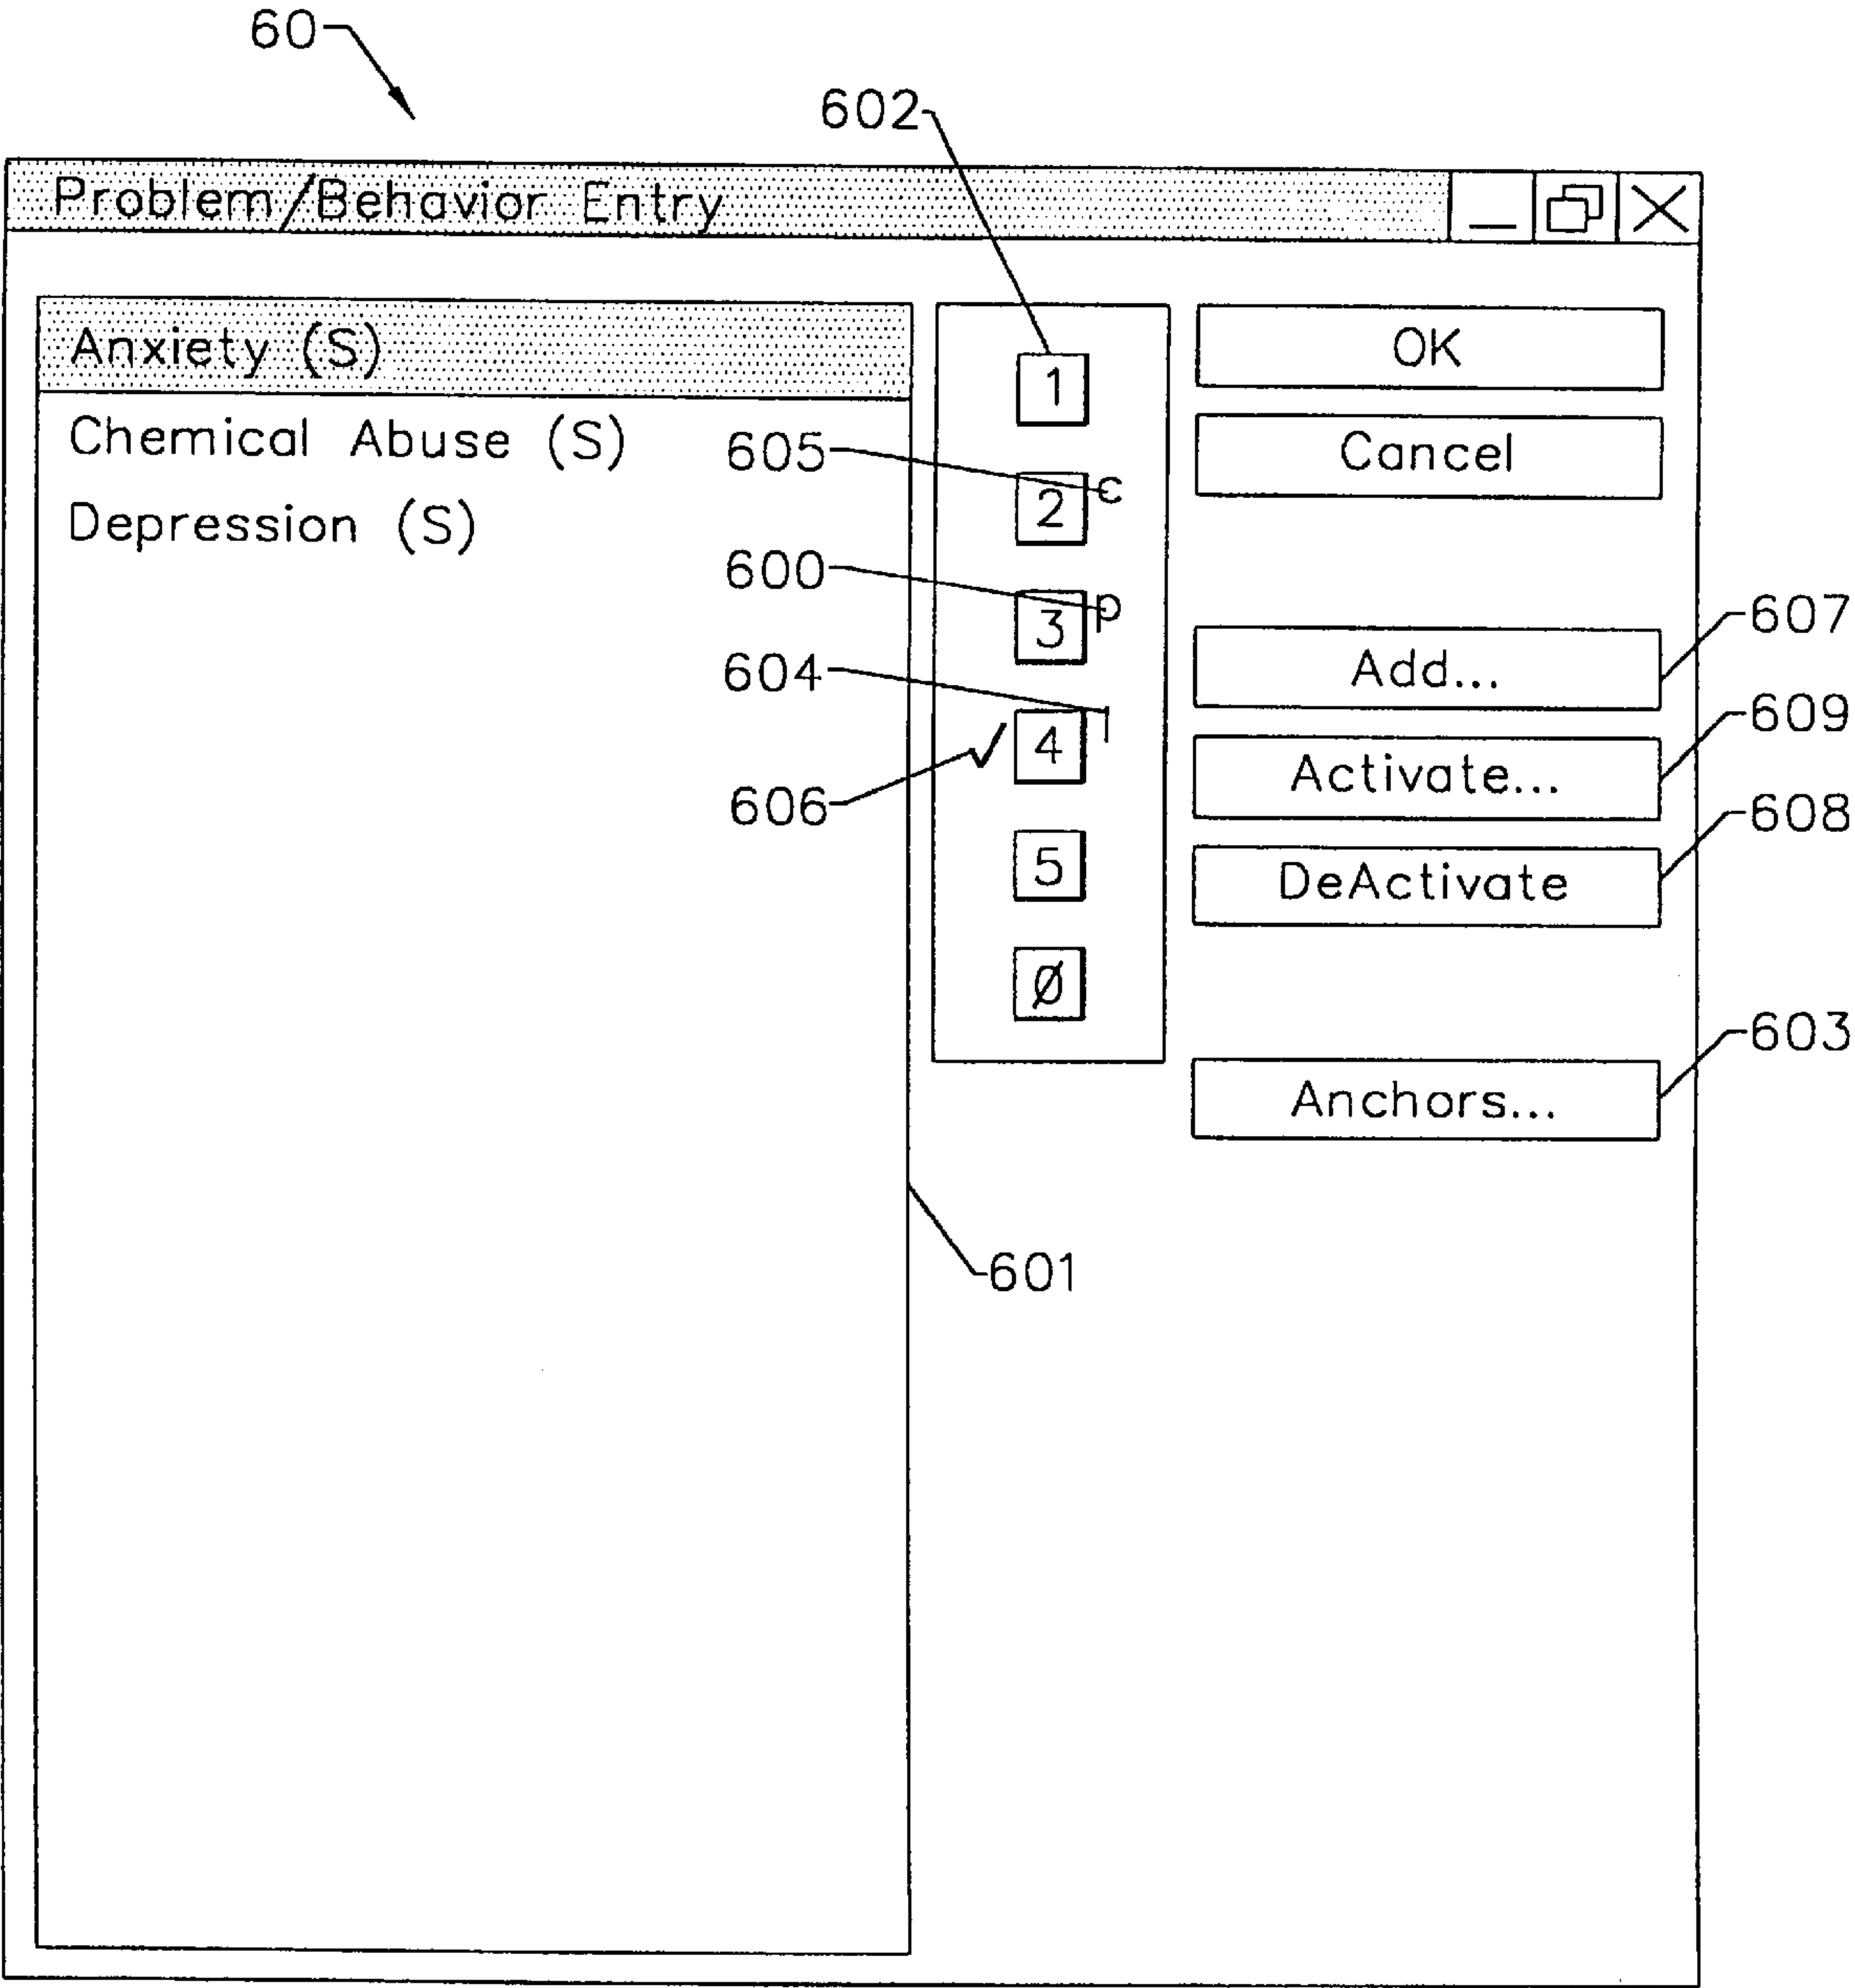 60
602
Problem/Behavior Entry
Anxiety (S)
Chemical Abuse (S)
Depression (S)
605
600
604
606
1
2 c
3 p
√ 4 l
5
Ø
OK
Cancel
Add...
Activate...
DeActivate
Anchors...
607
609
608
603
601